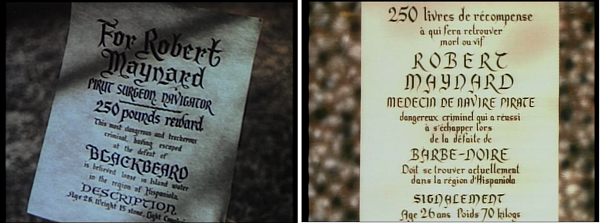 For Robert
Maynard
PIRUT SURGEON NAVIGATOR
250 pounds reward
This most dangerous and treacherous
criminal, having escaped
at the defeat of
BLACKBEARD
is believed loose in Island water
in the region of Hispaniola.
DESCRIPTION
Age 26. Weight 15 stone, Light
250 livres de récompense
à qui fera retrouver
mort ou vif
ROBERT
MAYNARD
MEDECIN DE NAVIRE PIRATE
dangereux criminel qui a réussi
à s'échapper lors
de la défaite de
BARBE-NOIRE
Doit se trouver actuellement
dans la région d'Hispaniola
SIGNALEMENT
Age 26 ans Poids 70 kilogs